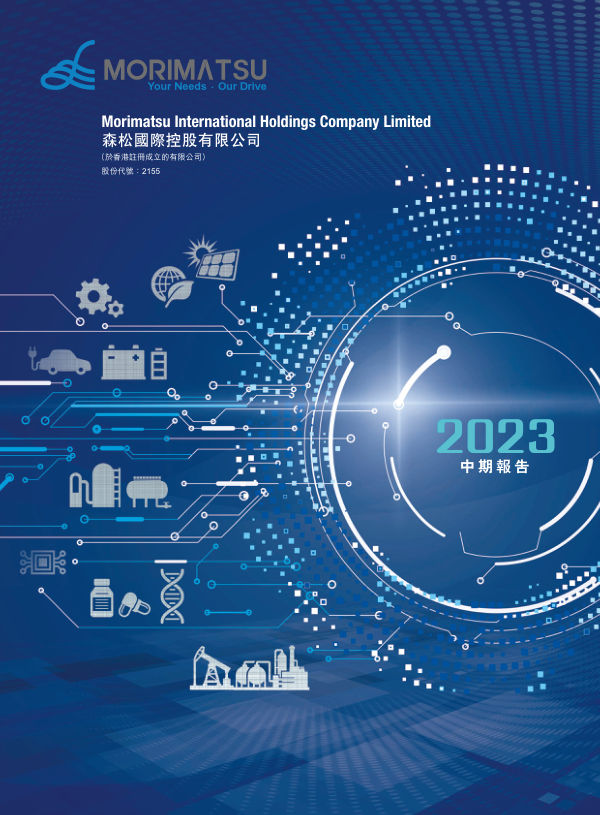 MORIMATSU
Your Needs - Our Drive
Morimatsu International Holdings Company Limited
森松國際控股有限公司
(於香港註冊成立的有限公司)
股份代號：2155
2023
中期報告